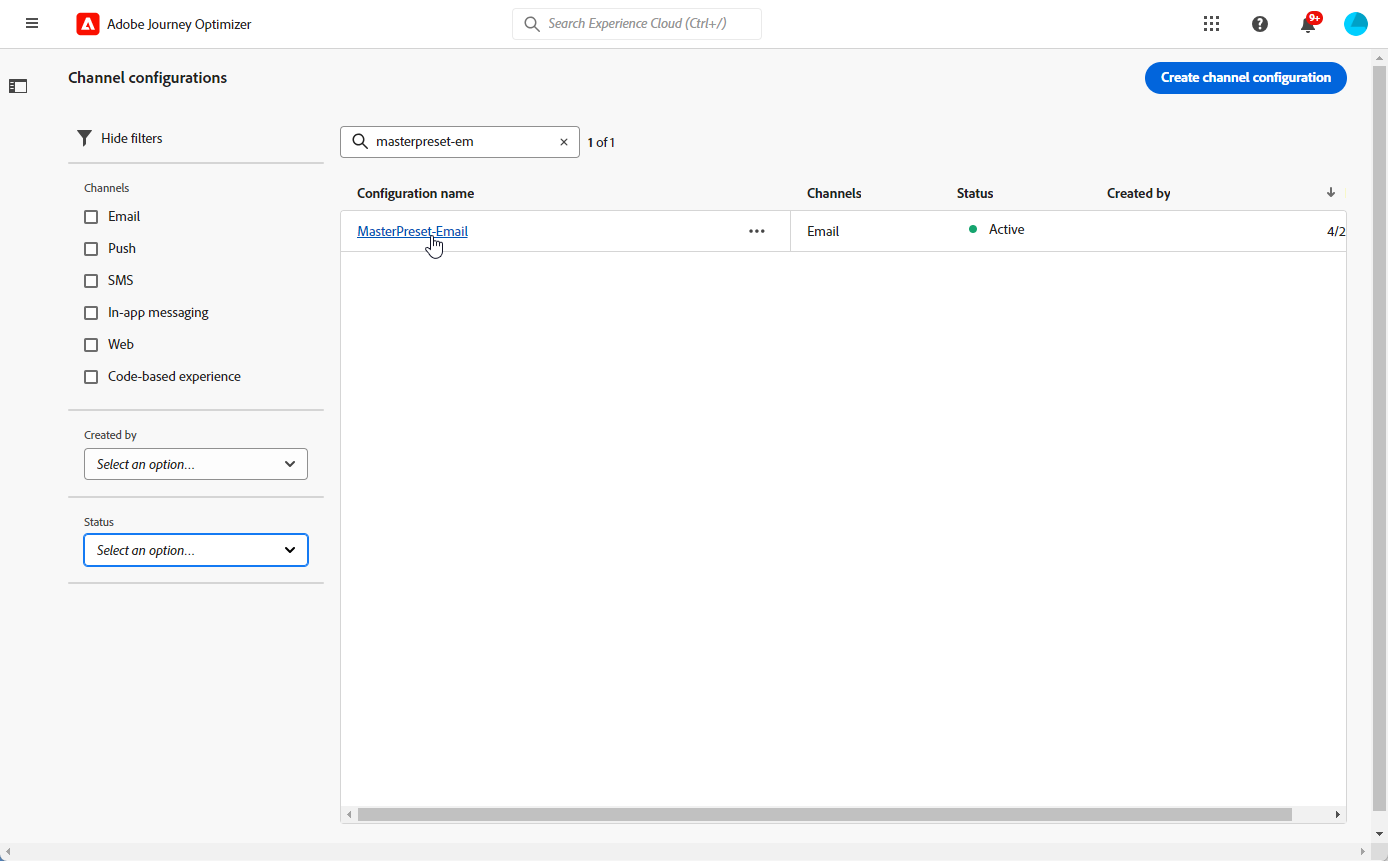 Adobe Journey Optimizer
Search Experience Cloud (Ctrl+/)
9+
Channel configurations
Create channel configuration
Hide filters
masterpreset-em
1 of 1
Channels
Email
Push
SMS
In-app messaging
Web
Code-based experience
Created by
Select an option...
Status
Select an option...
Configuration name Channels Status Created by
MasterPreset-Email Email Active 4/2